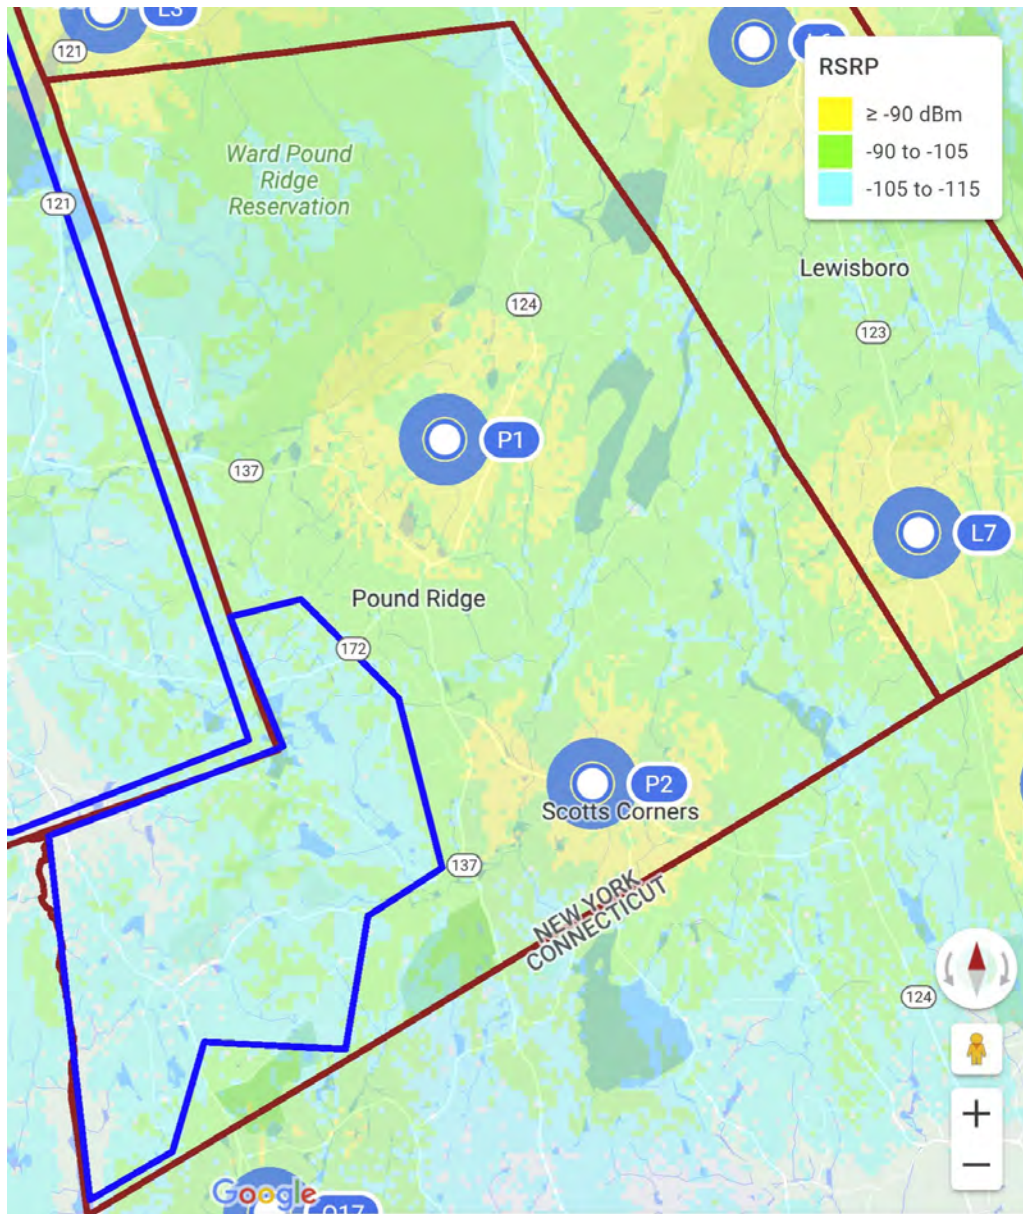 L3
121
RSRP
≥ -90 dBm
-90 to -105
-105 to -115
Ward Pound
Ridge
Reservation
121
Lewisboro
124
123
P1
137
L7
Pound Ridge
172
P2
Scotts Corners
137
NEW YORK
CONNECTICUT
124
+
−
Google